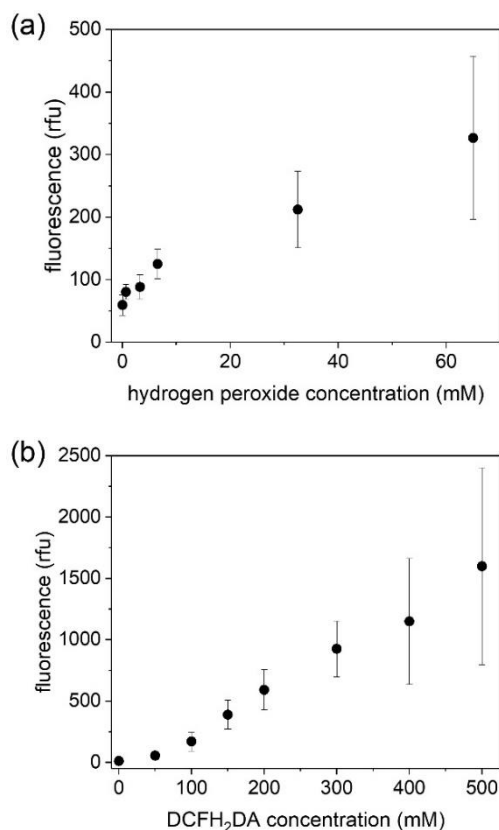 (a)
500
400
300
200
100
0
fluorescence (rfu)
0 20 40 60
hydrogen peroxide concentration (mM)
(b)
2500
2000
1500
1000
500
0
fluorescence (rfu)
0 100 200 300 400 500
DCFH₂DA concentration (mM)